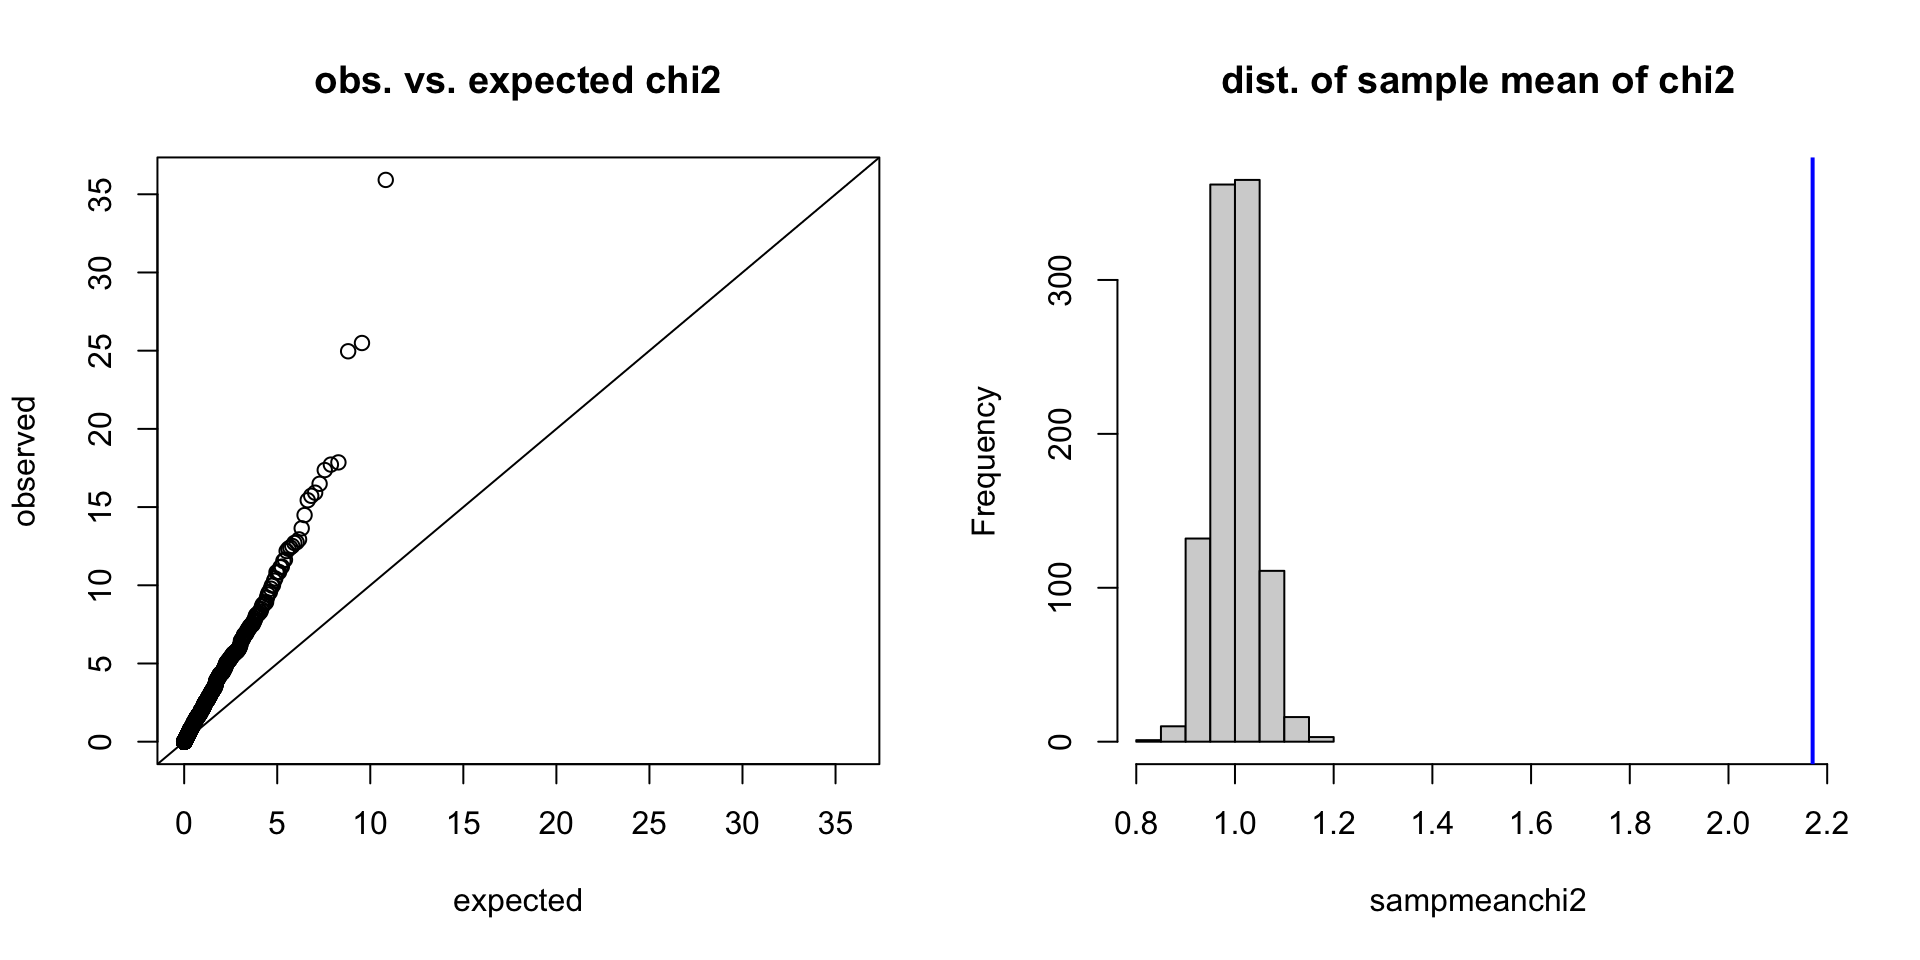 obs. vs. expected chi2
observed
0
5
10
15
20
25
30
35
0 5 10 15 20 25 30 35
expected
dist. of sample mean of chi2
Frequency
0
100
200
300
0.8 1.0 1.2 1.4 1.6 1.8 2.0 2.2
sampmeanchi2